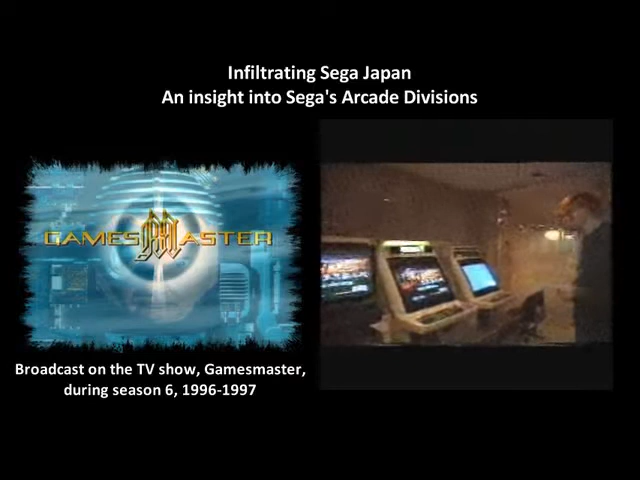 Infiltrating Sega Japan
An insight into Sega's Arcade Divisions
GAMESMASTER
Broadcast on the TV show, Gamesmaster,
during season 6, 1996-1997